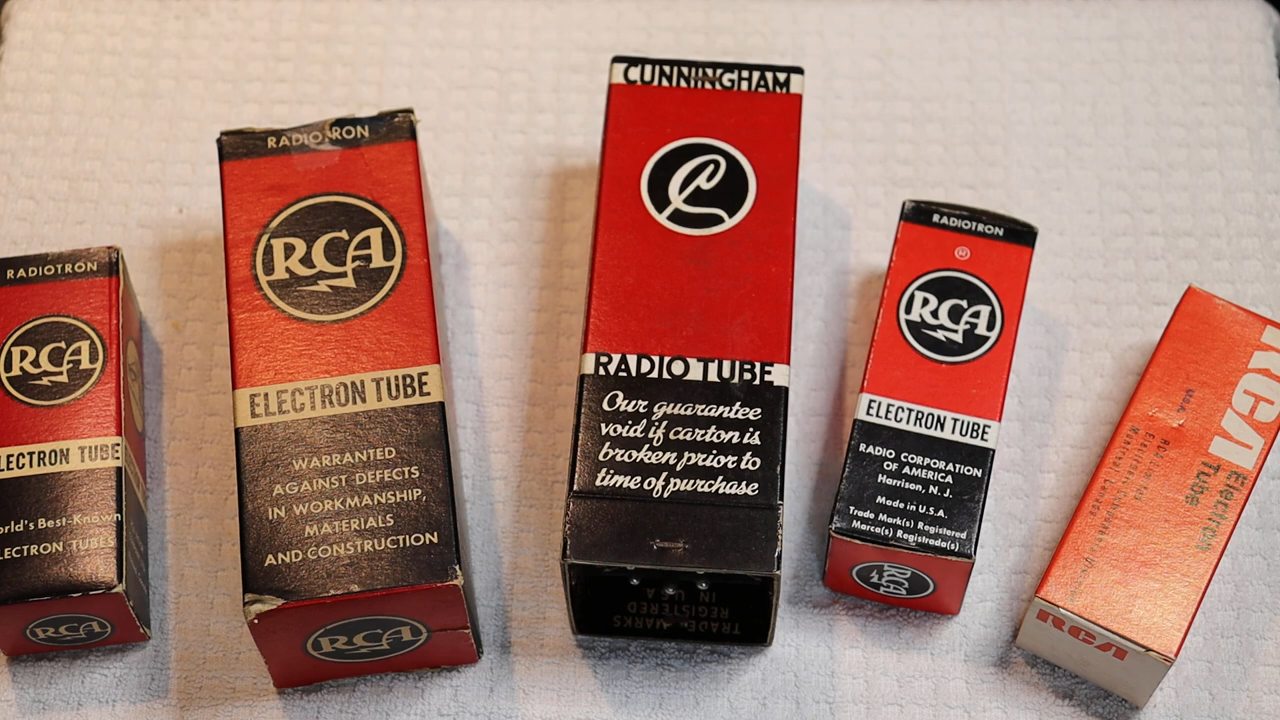 RADIOTRON
RCA
LECTRON TUBE
orld's Best-Known
LECTRON TUBES
RCA
RADIOTRON
RCA
ELECTRON TUBE
WARRANTED
AGAINST DEFECTS
IN WORKMANSHIP,
MATERIALS
AND CONSTRUCTION
RCA
CUNNINGHAM
C
RADIO TUBE
Our guarantee
void if carton is
broken prior to
time of purchase
TRADE MARKS
REGISTERED
IN U S A
RADIOTRON
®
RCA
ELECTRON TUBE
RADIO CORPORATION
OF AMERICA
Harrison, N. J.
Made in U.S.A.
Trade Mark(s) Registered
Marca(s) Registrada(s)
RCA
RCA
Electron
Tube
RCA